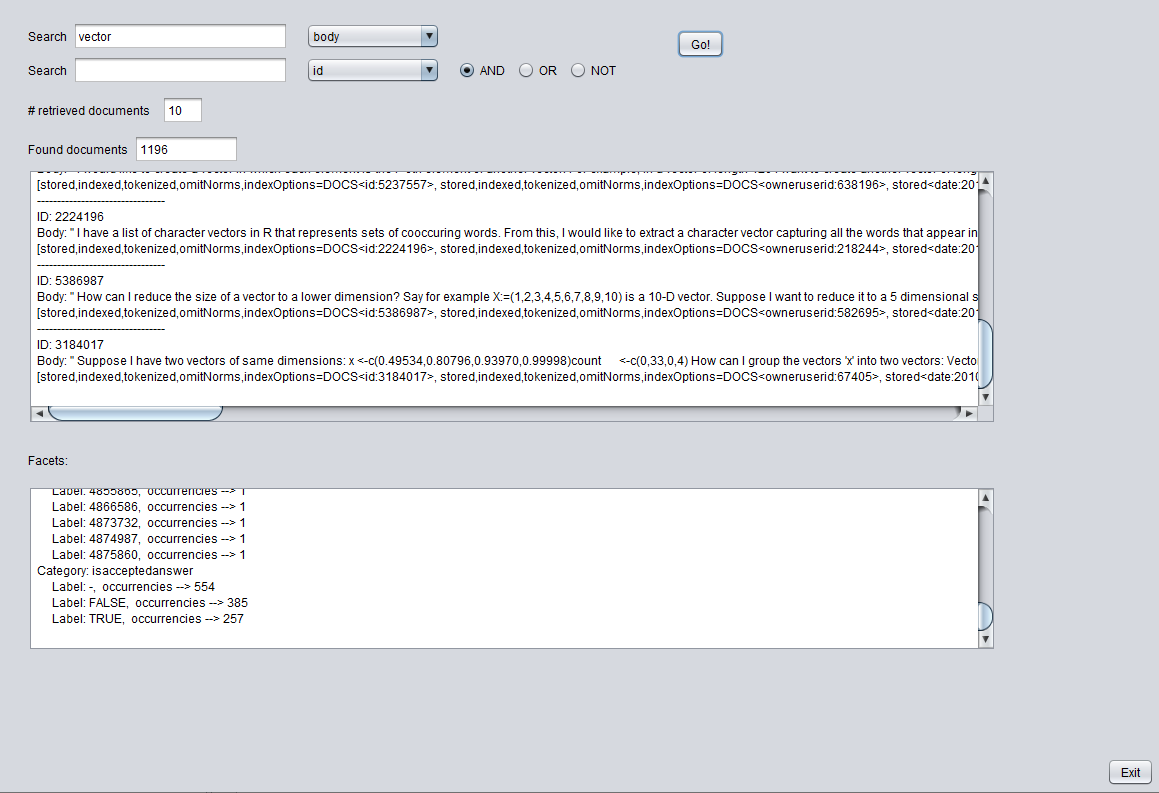 Search vector body Go!
Search id AND OR NOT
# retrieved documents 10
Found documents 1196
[stored,indexed,tokenized,omitNorms,indexOptions=DOCS<id:5237557>, stored,indexed,tokenized,omitNorms,indexOptions=DOCS<owneruserid:638196>, stored<date:201
--------------------------------
ID: 2224196
Body: " I have a list of character vectors in R that represents sets of cooccuring words. From this, I would like to extract a character vector capturing all the words that appear in
[stored,indexed,tokenized,omitNorms,indexOptions=DOCS<id:2224196>, stored,indexed,tokenized,omitNorms,indexOptions=DOCS<owneruserid:218244>, stored<date:201
--------------------------------
ID: 5386987
Body: " How can I reduce the size of a vector to a lower dimension? Say for example X:=(1,2,3,4,5,6,7,8,9,10) is a 10-D vector. Suppose I want to reduce it to a 5 dimensional s
[stored,indexed,tokenized,omitNorms,indexOptions=DOCS<id:5386987>, stored,indexed,tokenized,omitNorms,indexOptions=DOCS<owneruserid:582695>, stored<date:201
--------------------------------
ID: 3184017
Body: " Suppose I have two vectors of same dimensions: x <-c(0.49534,0.80796,0.93970,0.99998)count <-c(0,33,0,4) How can I group the vectors 'x' into two vectors: Vecto
[stored,indexed,tokenized,omitNorms,indexOptions=DOCS<id:3184017>, stored,indexed,tokenized,omitNorms,indexOptions=DOCS<owneruserid:67405>, stored<date:2010
Facets:
Label: 4855865, occurrencies --> 1
Label: 4866586, occurrencies --> 1
Label: 4873732, occurrencies --> 1
Label: 4874987, occurrencies --> 1
Label: 4875860, occurrencies --> 1
Category: isacceptedanswer
Label: -, occurrencies --> 554
Label: FALSE, occurrencies --> 385
Label: TRUE, occurrencies --> 257
Exit